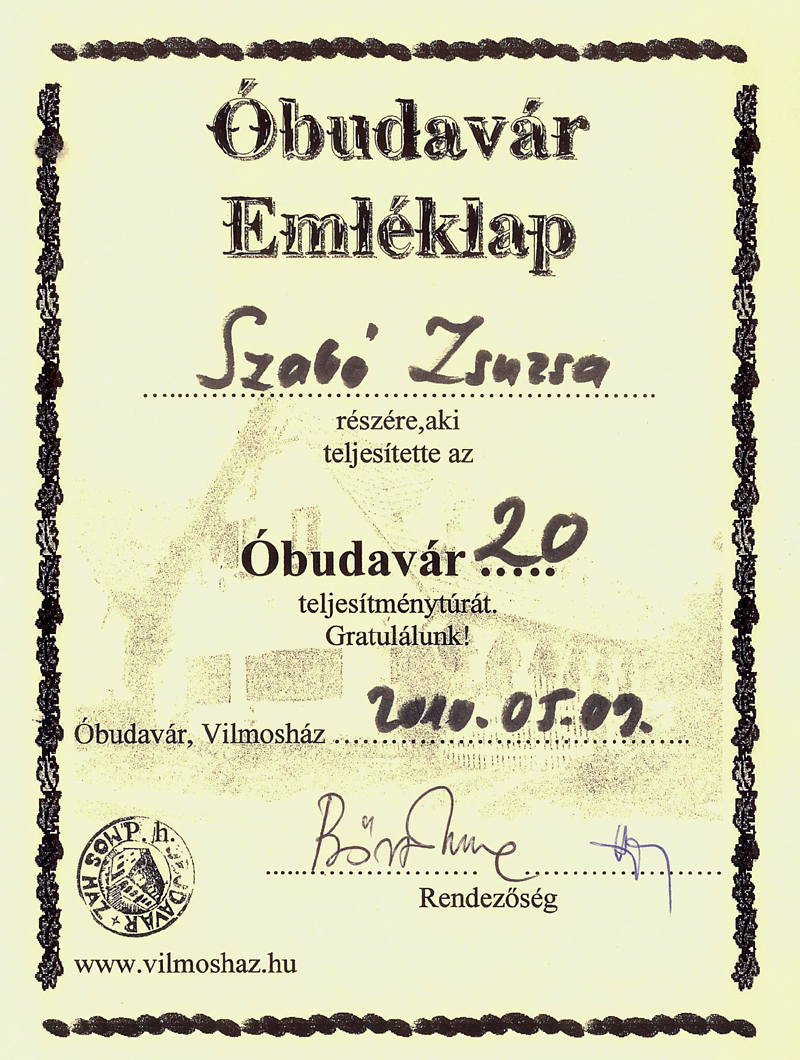 Óbudavár
Emléklap
Szabó Zsuzsa
részére,aki
teljesítette az
Óbudavár 20
teljesítménytúrát.
Gratulálunk!
Óbudavár, Vilmosház 2010.05.09.
P. h.
Rendezőség
www.vilmoshaz.hu